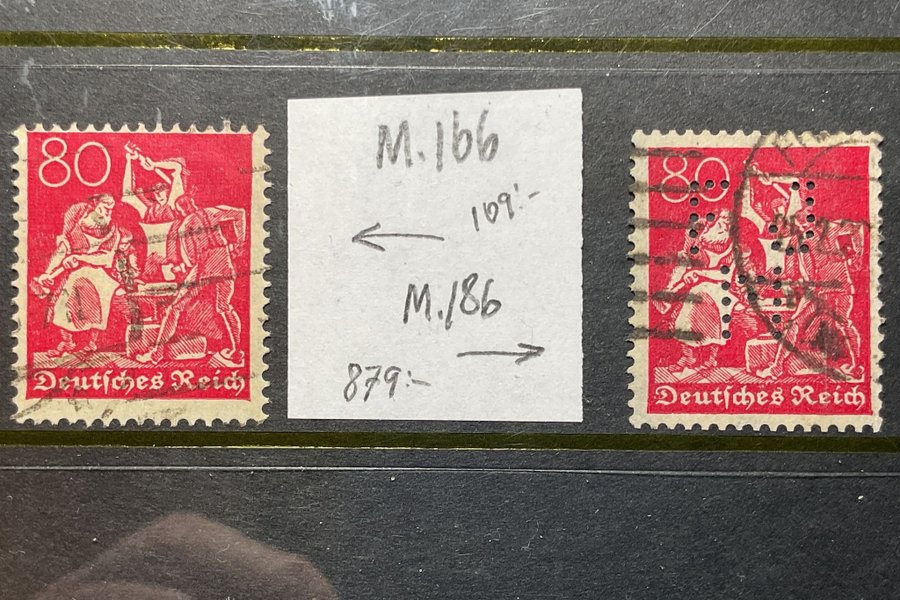 80
Deutsches Reich
M.166
109:-
M.186
879:-
80
Deutsches Reich